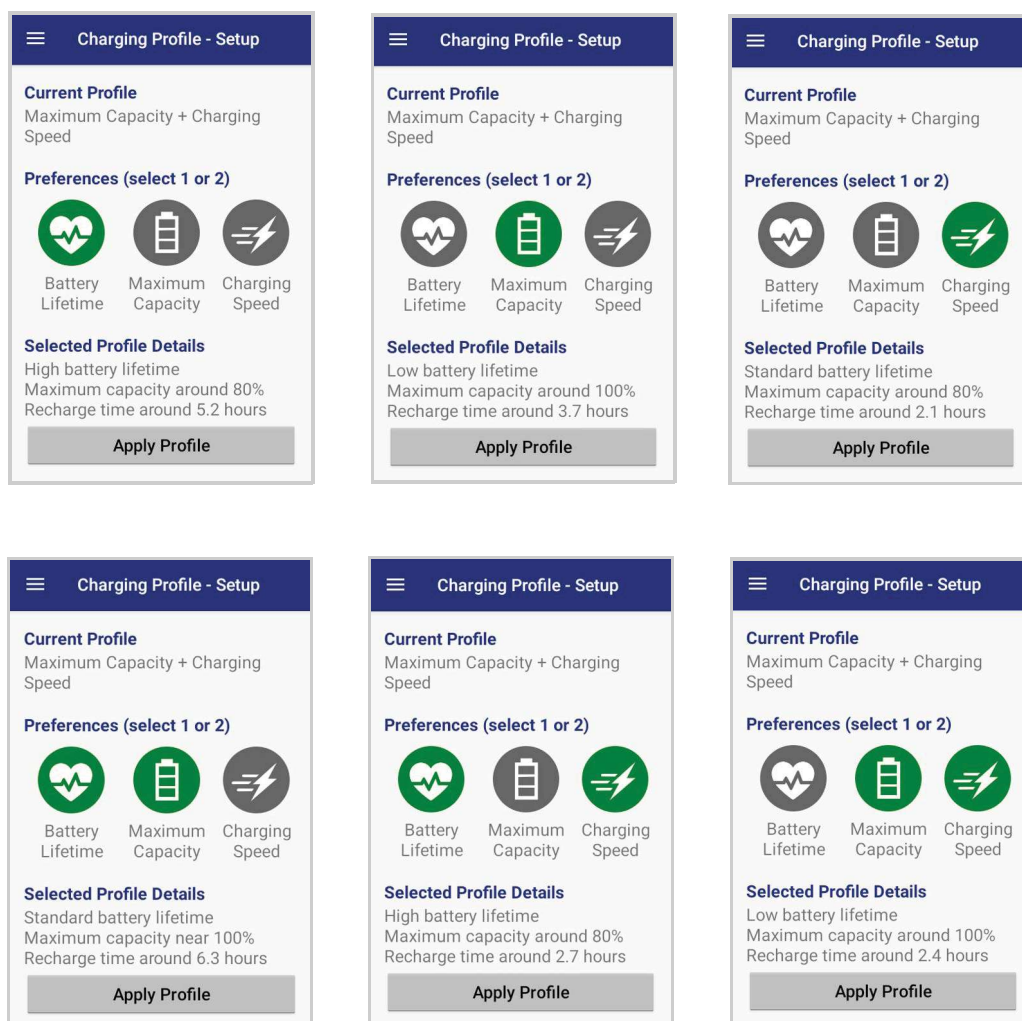 Charging Profile - Setup
Current Profile
Maximum Capacity + Charging
Speed
Preferences (select 1 or 2)
Battery
Lifetime
Maximum
Capacity
Charging
Speed
Selected Profile Details
High battery lifetime
Maximum capacity around 80%
Recharge time around 5.2 hours
Apply Profile
Charging Profile - Setup
Current Profile
Maximum Capacity + Charging
Speed
Preferences (select 1 or 2)
Battery
Lifetime
Maximum
Capacity
Charging
Speed
Selected Profile Details
Low battery lifetime
Maximum capacity around 100%
Recharge time around 3.7 hours
Apply Profile
Charging Profile - Setup
Current Profile
Maximum Capacity + Charging
Speed
Preferences (select 1 or 2)
Battery
Lifetime
Maximum
Capacity
Charging
Speed
Selected Profile Details
Standard battery lifetime
Maximum capacity around 80%
Recharge time around 2.1 hours
Apply Profile
Charging Profile - Setup
Current Profile
Maximum Capacity + Charging
Speed
Preferences (select 1 or 2)
Battery
Lifetime
Maximum
Capacity
Charging
Speed
Selected Profile Details
Standard battery lifetime
Maximum capacity near 100%
Recharge time around 6.3 hours
Apply Profile
Charging Profile - Setup
Current Profile
Maximum Capacity + Charging
Speed
Preferences (select 1 or 2)
Battery
Lifetime
Maximum
Capacity
Charging
Speed
Selected Profile Details
High battery lifetime
Maximum capacity around 80%
Recharge time around 2.7 hours
Apply Profile
Charging Profile - Setup
Current Profile
Maximum Capacity + Charging
Speed
Preferences (select 1 or 2)
Battery
Lifetime
Maximum
Capacity
Charging
Speed
Selected Profile Details
Low battery lifetime
Maximum capacity around 100%
Recharge time around 2.4 hours
Apply Profile